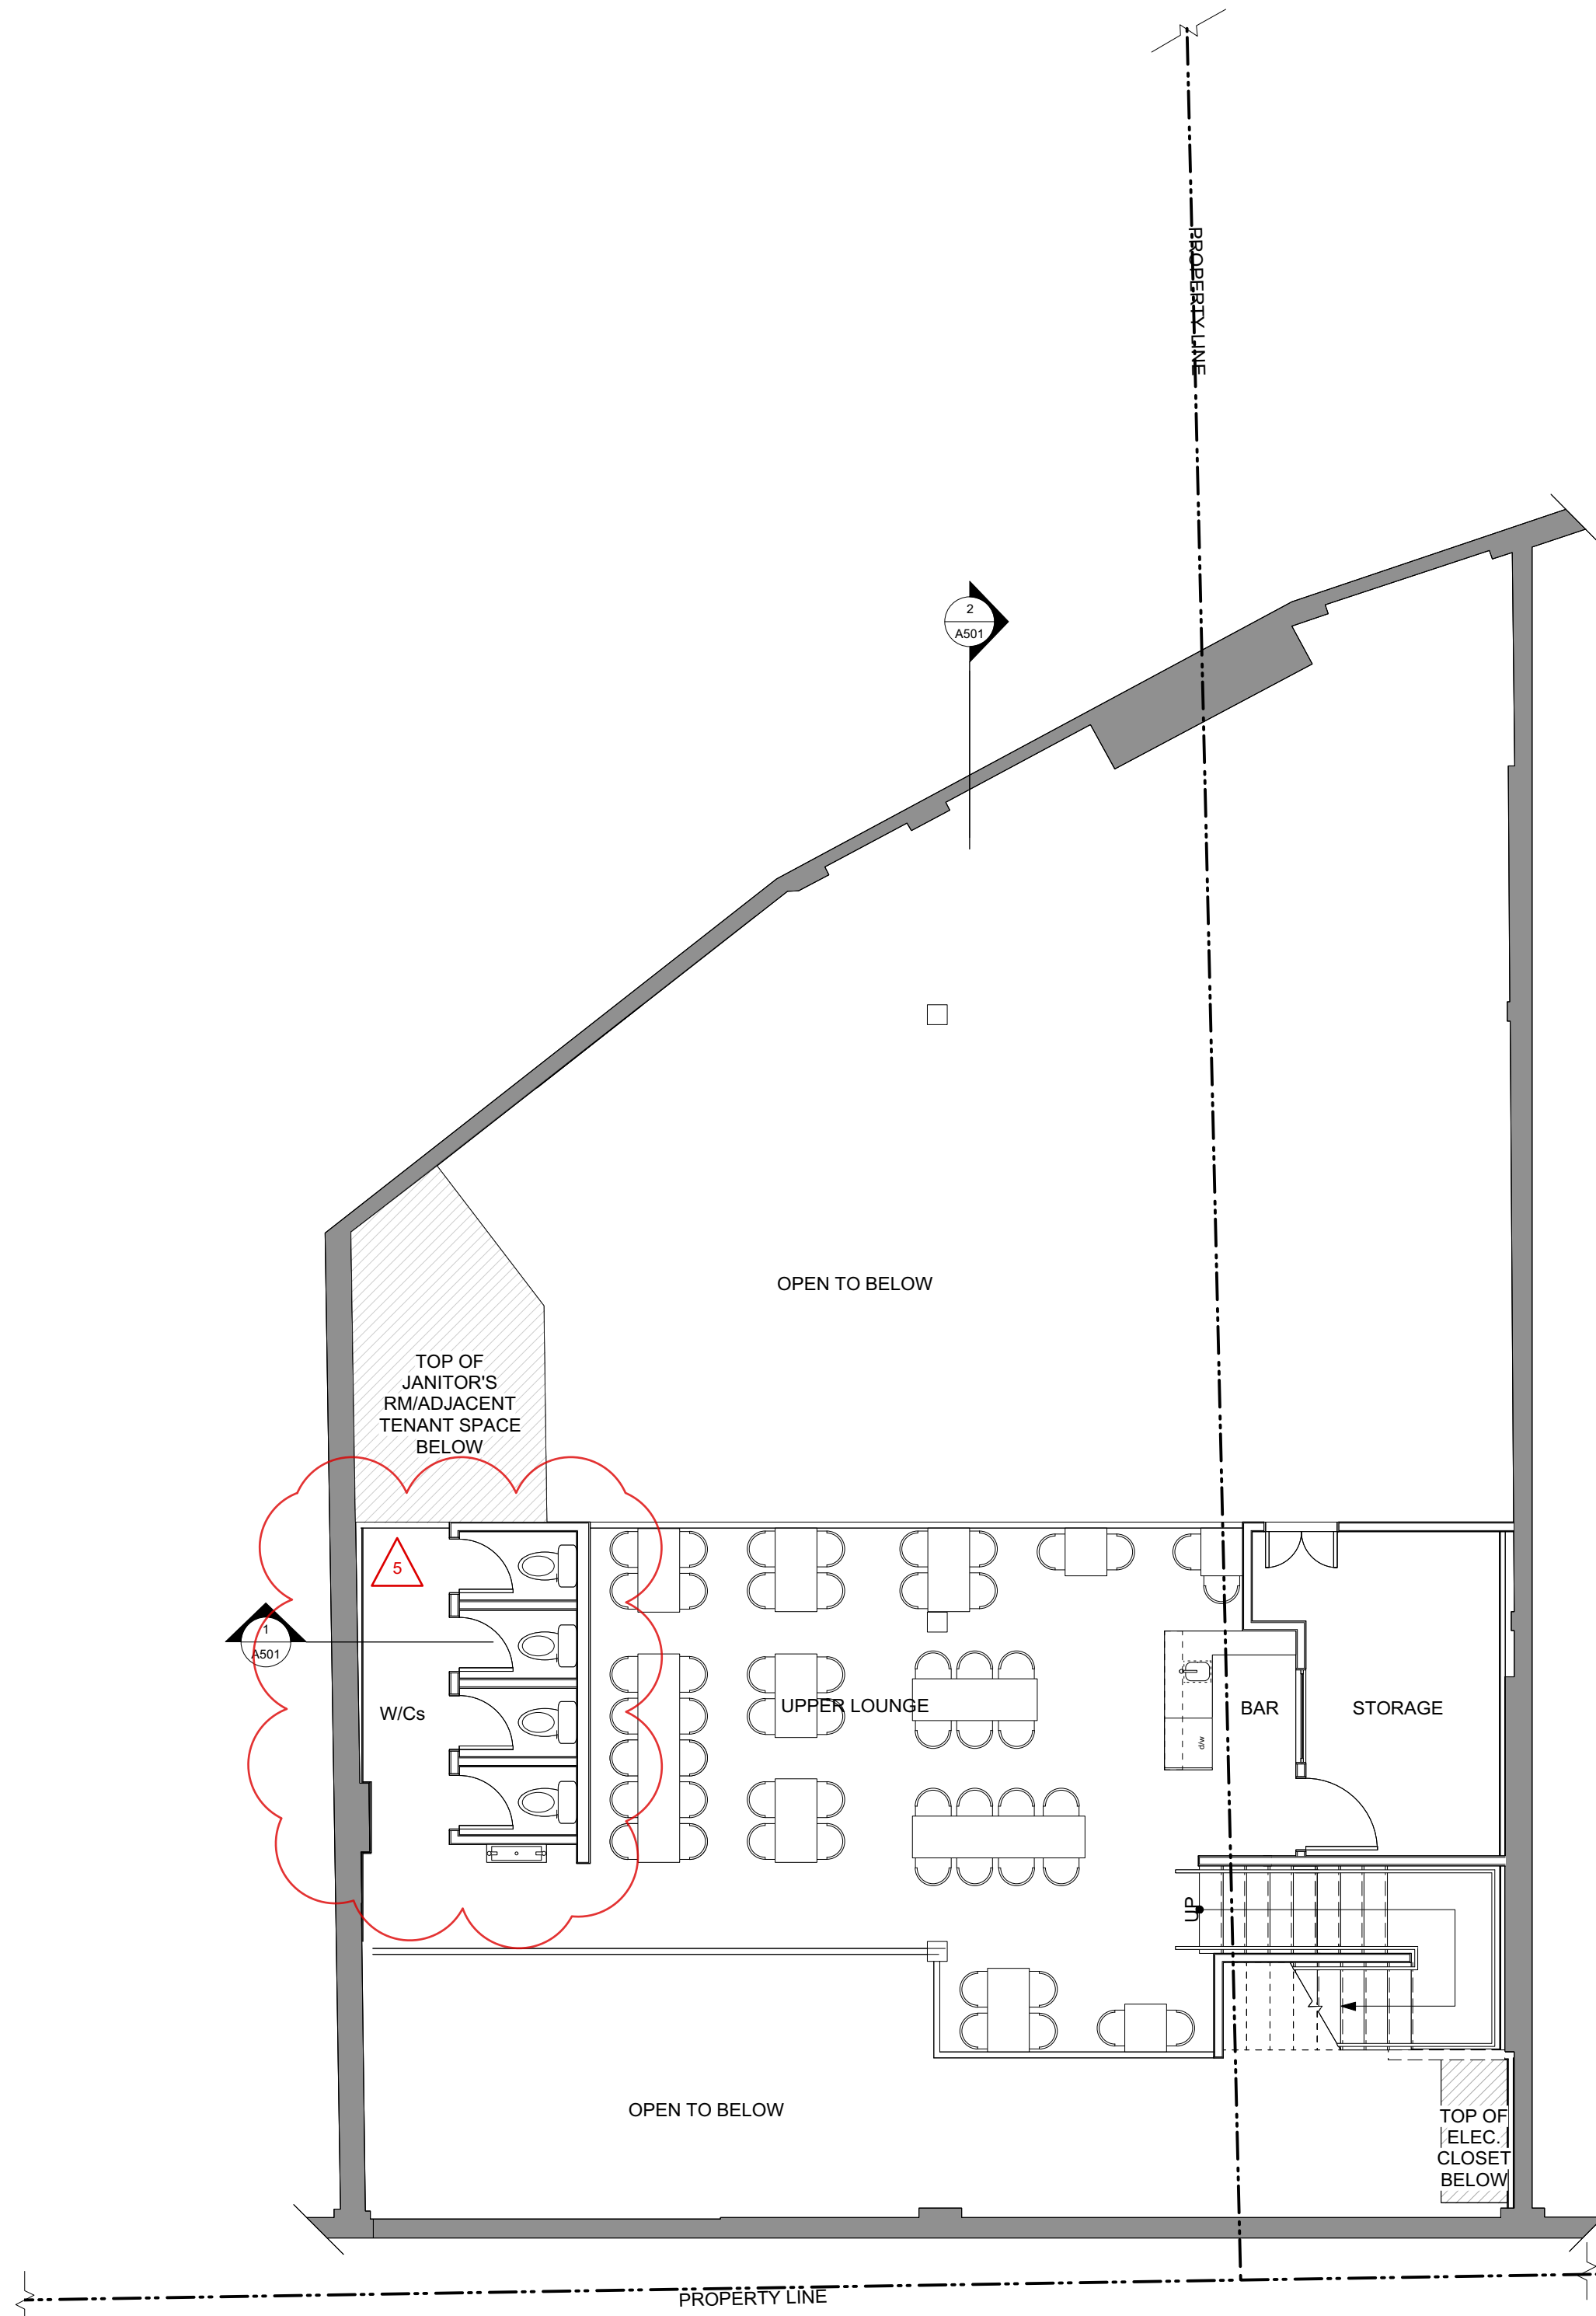 PROPERTY LINE
2
A501
OPEN TO BELOW
TOP OF
JANITOR'S
RM/ADJACENT
TENANT SPACE
BELOW
5
1
A501
W/Cs
UPPER LOUNGE
BAR
STORAGE
d/w
UP
OPEN TO BELOW
TOP OF
ELEC.
CLOSET
BELOW
PROPERTY LINE